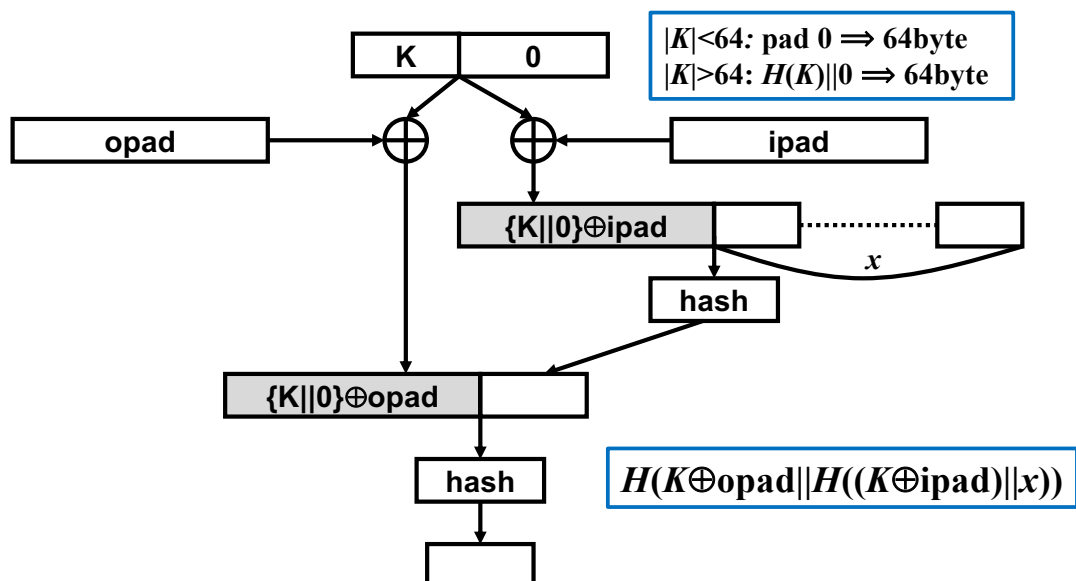 |K|<64: pad 0 ⟹ 64byte
|K|>64: H(K)||0 ⟹ 64byte
K 0
opad
ipad
{K||0}⊕ipad
x
hash
{K||0}⊕opad
hash
H(K⊕opad||H((K⊕ipad)||x))